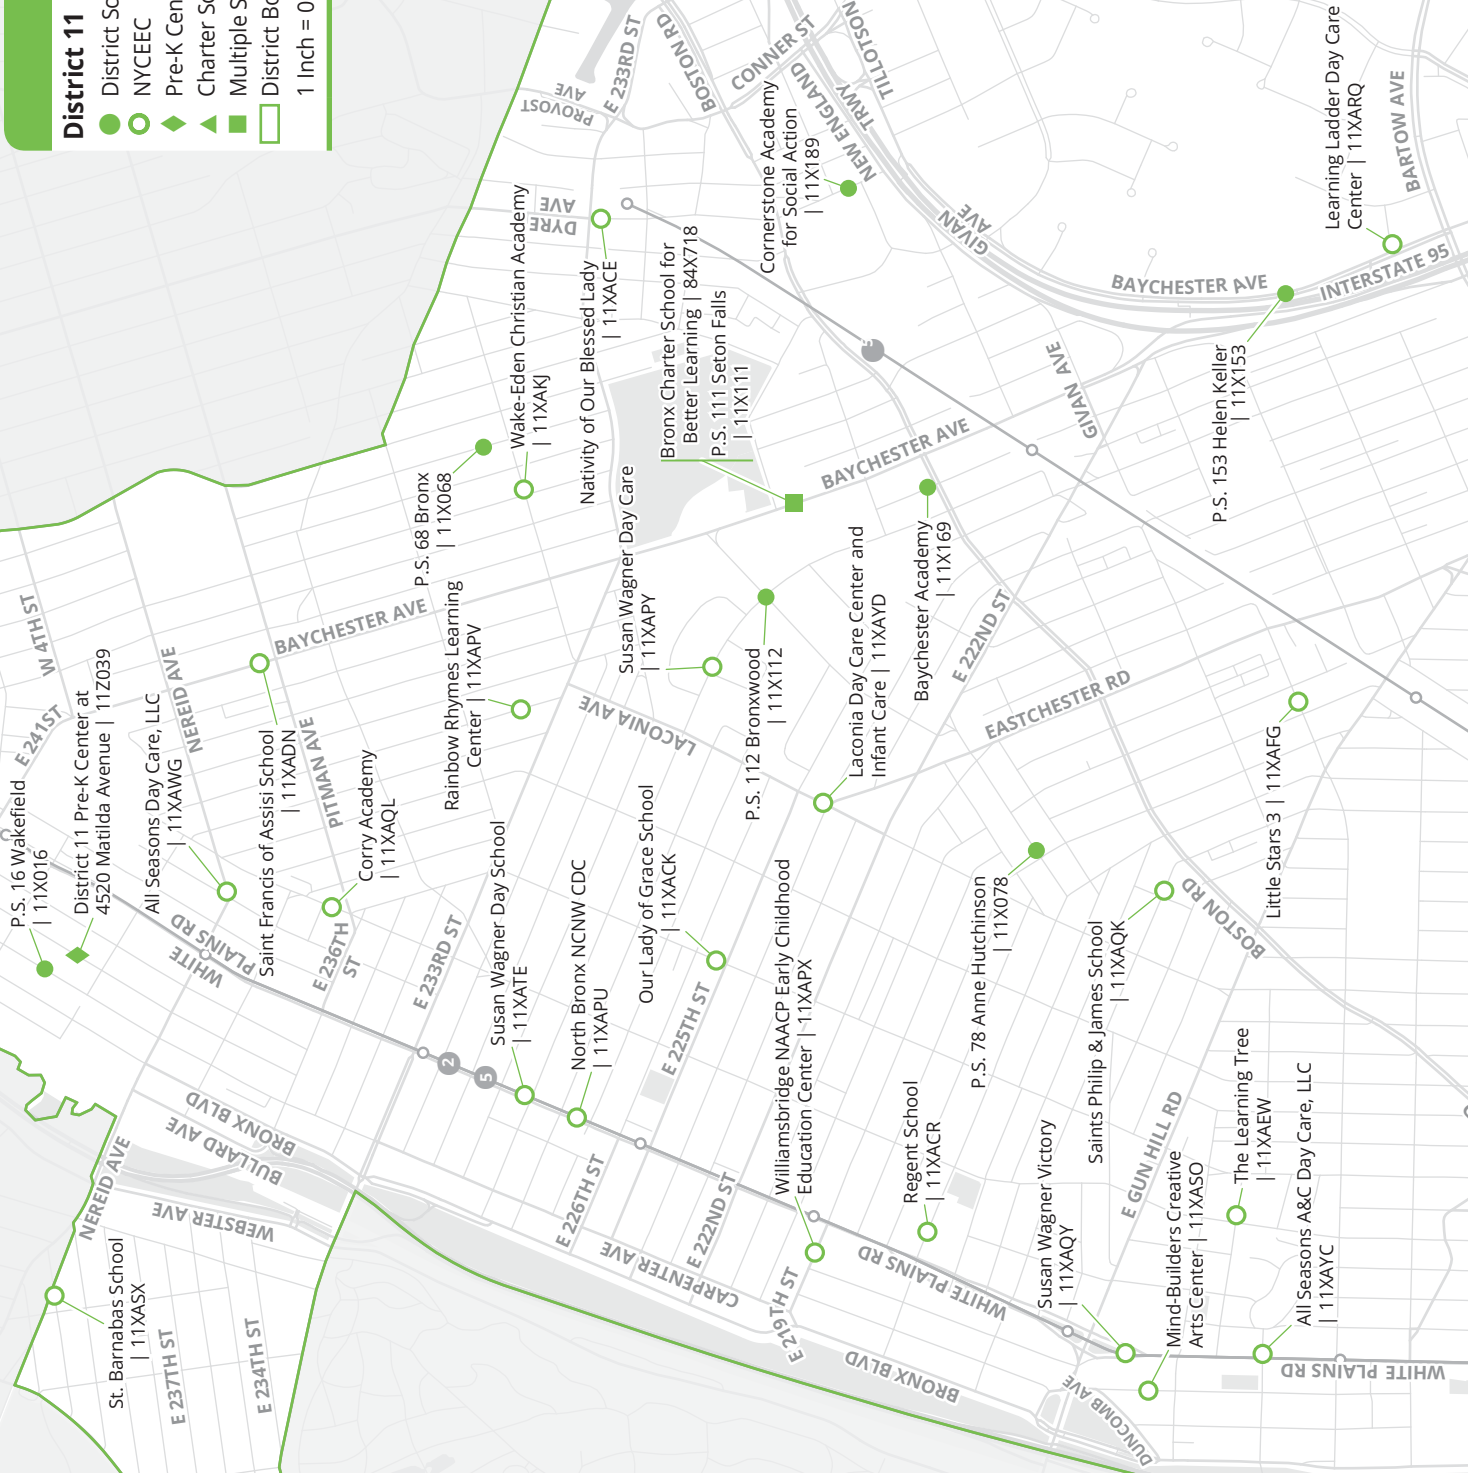 District 11
District Sc
NYCEEC
Pre-K Cen
Charter Sc
Multiple S
District Bo
1 Inch = 0
P.S. 16 Wakefield
| 11X016
District 11 Pre-K Center at
4520 Matilda Avenue | 11Z039
All Seasons Day Care, LLC
| 11XAWG
Saint Francis of Assisi School
| 11XADN
Corry Academy
| 11XAQL
P.S. 68 Bronx
| 11X068
Rainbow Rhymes Learning
Center | 11XAPV
Wake-Eden Christian Academy
| 11XAKJ
Nativity of Our Blessed Lady
| 11XACE
Susan Wagner Day Care
| 11XAPY
Bronx Charter School for
Better Learning | 84X718
P.S. 111 Seton Falls
| 11X111
Cornerstone Academy
for Social Action
| 11X189
Learning Ladder Day Care
Center | 11XARQ
P.S. 153 Helen Keller
| 11X153
P.S. 112 Bronxwood
| 11X112
Laconia Day Care Center and
Infant Care | 11XAYD
Baychester Academy
| 11X169
Susan Wagner Day School
| 11XATE
North Bronx NCNW CDC
| 11XAPU
Our Lady of Grace School
| 11XACK
Williamsbridge NAACP Early Childhood
Education Center | 11XAPX
P.S. 78 Anne Hutchinson
| 11X078
Regent School
| 11XACR
Saints Philip & James School
| 11XAQK
Little Stars 3 | 11XAFG
Susan Wagner Victory
| 11XAQY
Mind-Builders Creative
Arts Center | 11XASO
The Learning Tree
| 11XAEW
All Seasons A&C Day Care, LLC
| 11XAYC
St. Barnabas School
| 11XASX
W 4TH ST
E 241ST
NEREID AVE
BAYCHESTER AVE
PITMAN AVE
WHITE
PLAINS RD
E 236TH
ST
E 233RD ST
LACONIA AVE
PROVOST
AVE
E 233RD ST
BOSTON RD
CONNER ST
NEW ENGLAND
TRWY
TILLOTSON
DYRE
AVE
GIVAN
AVE
BAYCHESTER AVE
INTERSTATE 95
BARTOW AVE
GIVAN AVE
BAYCHESTER AVE
E 222ND ST
EASTCHESTER RD
BOSTON RD
E GUN HILL RD
E 225TH ST
E 226TH ST
E 222ND ST
CARPENTER AVE
E 219TH ST
WHITE PLAINS RD
BRONX BLVD
DUNCOMB AVE
WHITE PLAINS RD
BRONX BLVD
BULLARD AVE
WEBSTER AVE
NEREID AVE
E 237TH ST
E 234TH ST
2
5
5